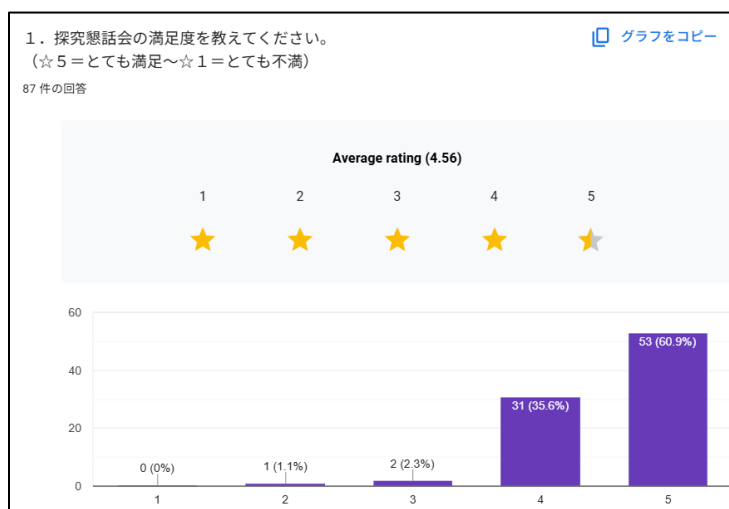 １．探究懇話会の満足度を教えてください。
グラフをコピー
（☆５＝とても満足～☆１＝とても不満）
87 件の回答
Average rating (4.56)
1 2 3 4 5
60
40
20
0
0 (0%)
1 (1.1%)
2 (2.3%)
31 (35.6%)
53 (60.9%)
1 2 3 4 5